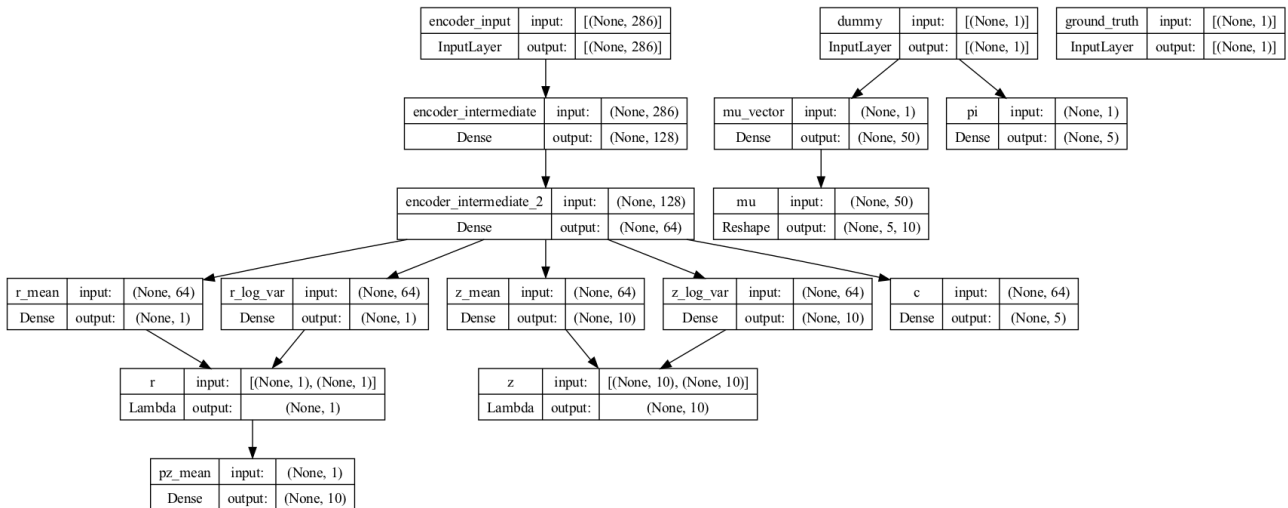 encoder_input input: [(None, 286)]
InputLayer output: [(None, 286)]
dummy input: [(None, 1)]
InputLayer output: [(None, 1)]
ground_truth input: [(None, 1)]
InputLayer output: [(None, 1)]
encoder_intermediate input: (None, 286)
Dense output: (None, 128)
mu_vector input: (None, 1)
Dense output: (None, 50)
pi input: (None, 1)
Dense output: (None, 5)
encoder_intermediate_2 input: (None, 128)
Dense output: (None, 64)
mu input: (None, 50)
Reshape output: (None, 5, 10)
r_mean input: (None, 64)
Dense output: (None, 1)
r_log_var input: (None, 64)
Dense output: (None, 1)
z_mean input: (None, 64)
Dense output: (None, 10)
z_log_var input: (None, 64)
Dense output: (None, 10)
c input: (None, 64)
Dense output: (None, 5)
r input: [(None, 1), (None, 1)]
Lambda output: (None, 1)
z input: [(None, 10), (None, 10)]
Lambda output: (None, 10)
pz_mean input: (None, 1)
Dense output: (None, 10)